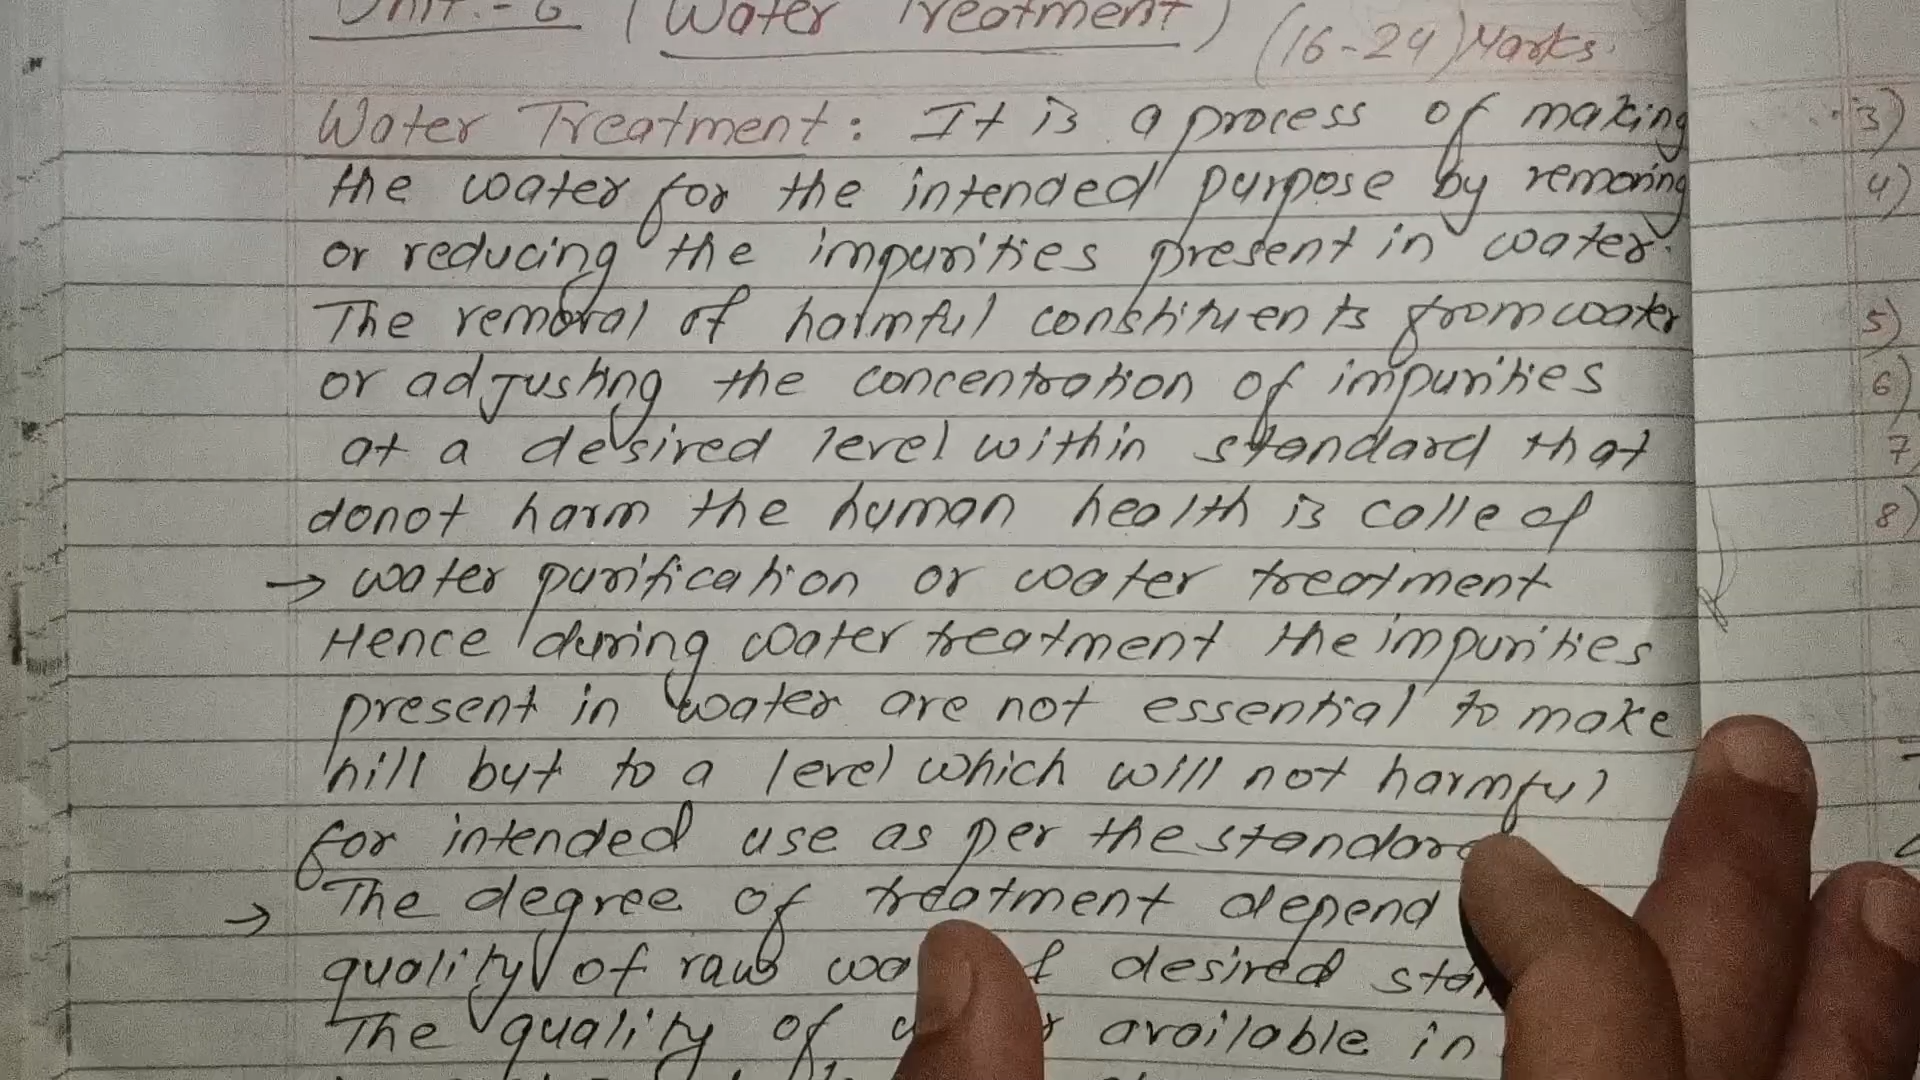 Unit.-6 (Water Treatment) (16-24) Marks.
Water Treatment: It is a process of making
the water for the intended purpose by removing
or reducing the impurities present in water.
The removal of harmful constituents from water
or adjusting the concentration of impurities
at a desired level within standard that
donot harm the human health is called
→ water purification or water treatment
Hence during water treatment the impurities
present in water are not essential to make
nill but to a level which will not harmful
for intended use as per the standard
→ The degree of treatment depend
quality of raw desired
The quality of available in
3)
4)
5)
6)
7)
8)